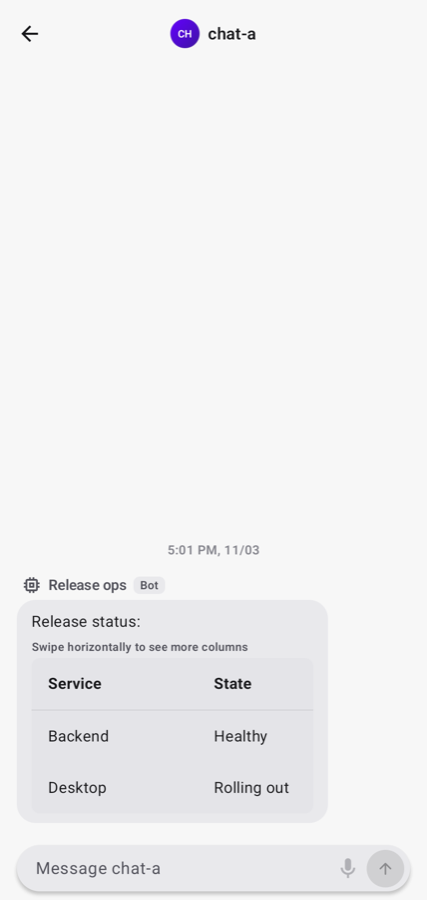 CH chat-a
5:01 PM, 11/03
Release ops Bot
Release status:
Swipe horizontally to see more columns
Service State
Backend Healthy
Desktop Rolling out
Message chat-a